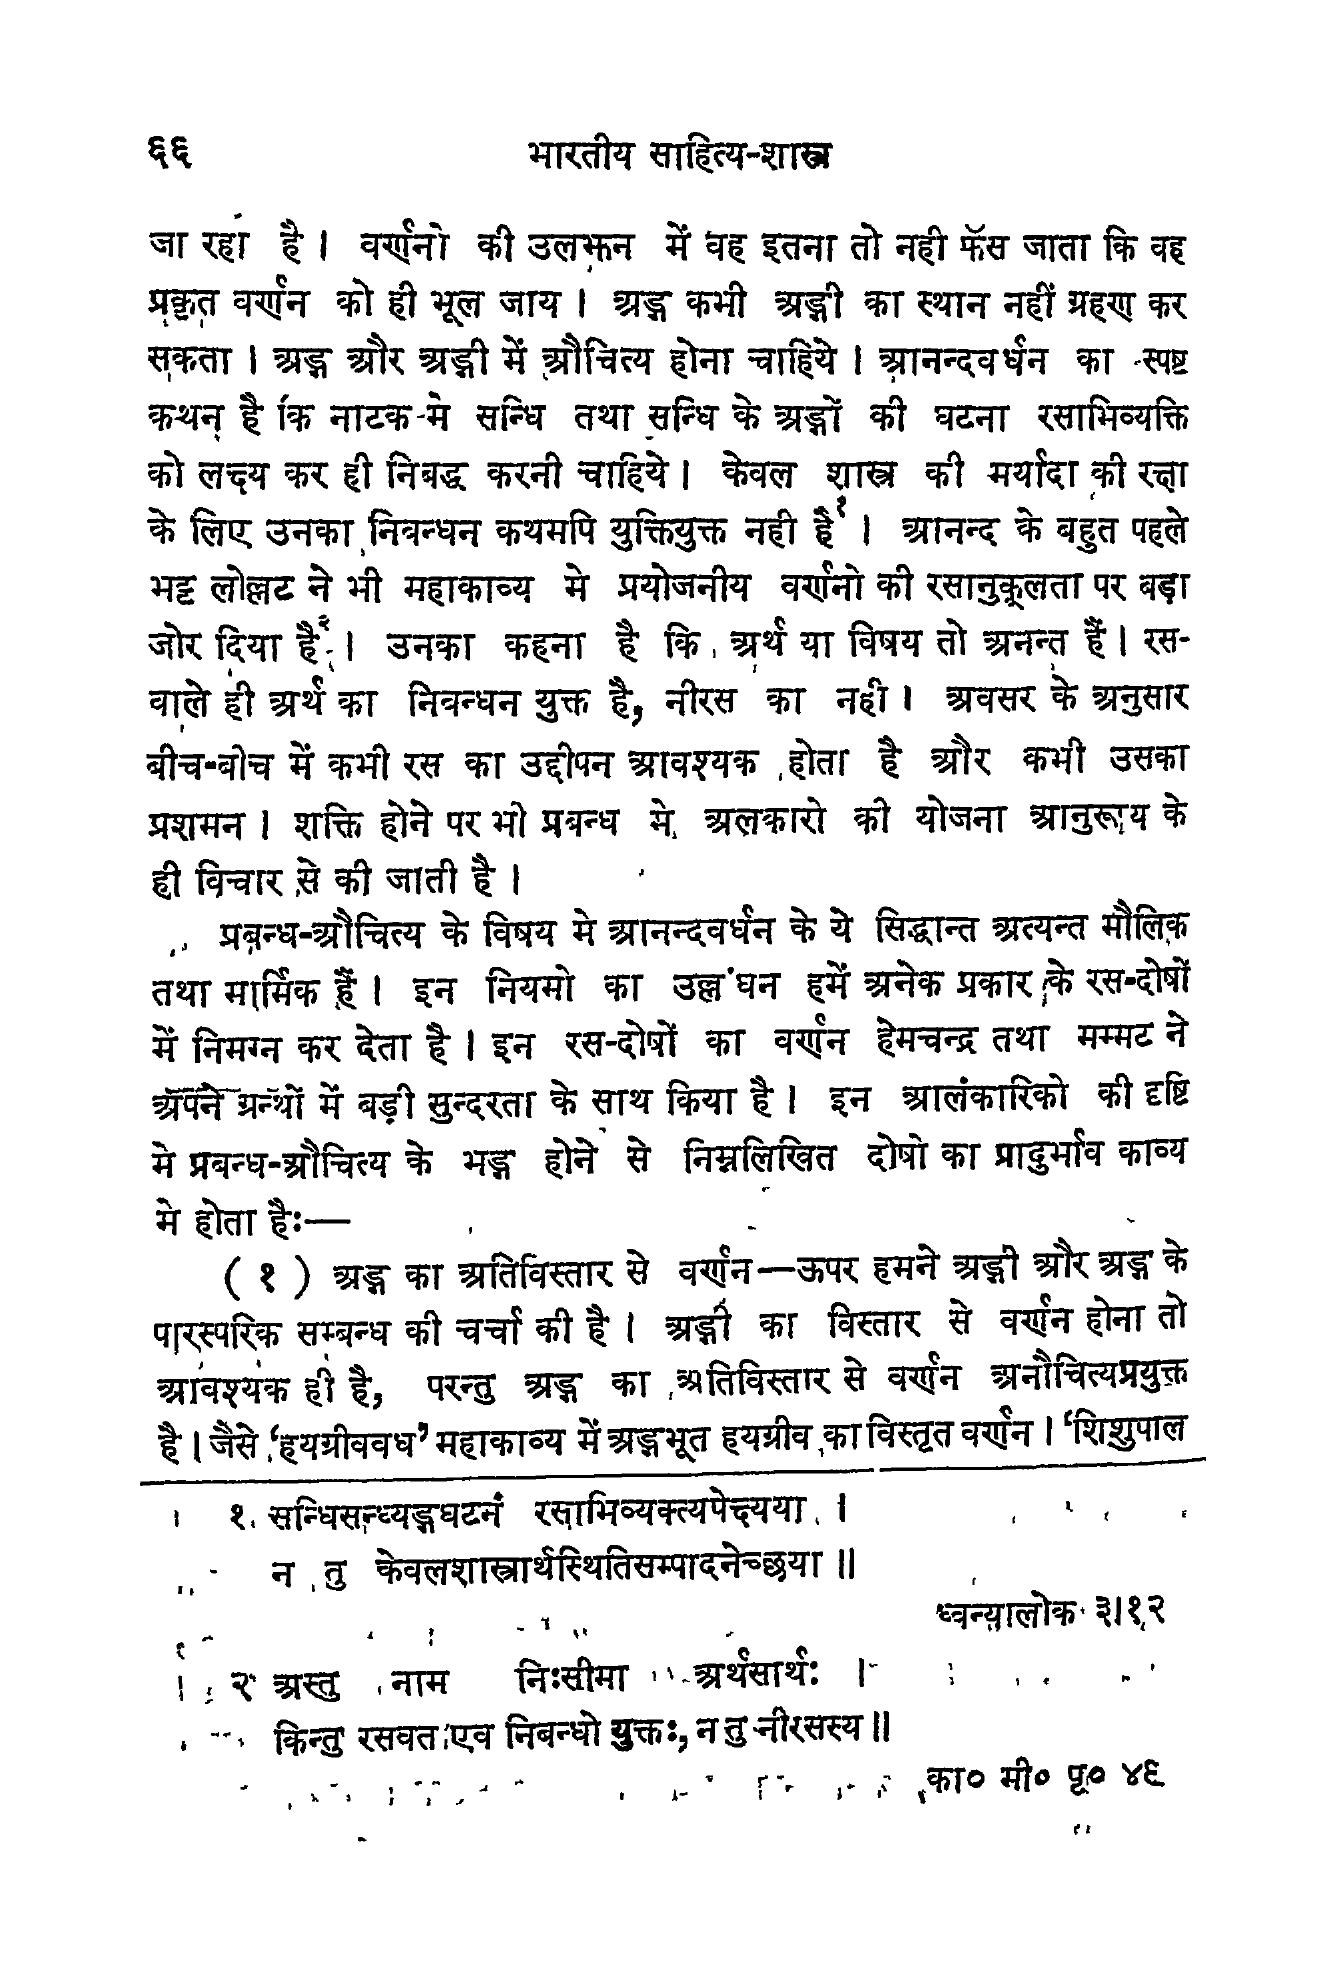 ६६ भारतीय साहित्य-शास्त्र
जा रहा है। वर्णनो की उलझन में वह इतना तो नही फँस जाता कि वह
प्रकृत वर्णन को ही भूल जाय। अङ्ग कभी अङ्गी का स्थान नहीं ग्रहण कर
सकता। अङ्ग और अङ्गी में औचित्य होना चाहिये। आनन्दवर्धन का स्पष्ट
कथन है कि नाटक मे सन्धि तथा सन्धि के अङ्गों की घटना रसाभिव्यक्ति
को लक्ष्य कर ही निबद्ध करनी चाहिये। केवल शास्त्र की मर्यादा की रक्षा
के लिए उनका निबन्धन कथमपि युक्तियुक्त नही है१। आनन्द के बहुत पहले
भट्ट लोल्लट ने भी महाकाव्य मे प्रयोजनीय वर्णनो की रसानुकूलता पर बड़ा
जोर दिया है२। उनका कहना है कि अर्थ या विषय तो अनन्त हैं। रस-
वाले ही अर्थ का निबन्धन युक्त है, नीरस का नही। अवसर के अनुसार
बीच-बीच में कभी रस का उद्दीपन आवश्यक होता है और कभी उसका
प्रशमन। शक्ति होने पर भी प्रबन्ध मे अलकारो की योजना आनुरूप्य के
ही विचार से की जाती है।
प्रबन्ध-औचित्य के विषय मे आनन्दवर्धन के ये सिद्धान्त अत्यन्त मौलिक
तथा मार्मिक हैं। इन नियमो का उल्लंघन हमें अनेक प्रकार के रस-दोषों
में निमग्न कर देता है। इन रस-दोषों का वर्णन हेमचन्द्र तथा मम्मट ने
अपने ग्रन्थों में बड़ी सुन्दरता के साथ किया है। इन आलंकारिको की दृष्टि
मे प्रबन्ध-औचित्य के भङ्ग होने से निम्नलिखित दोषो का प्रादुर्भाव काव्य
मे होता है:—
( १ ) अङ्ग का अतिविस्तार से वर्णन—ऊपर हमने अङ्गी और अङ्ग के
पारस्परिक सम्बन्ध की चर्चा की है। अङ्गी का विस्तार से वर्णन होना तो
आवश्यक ही है, परन्तु अङ्ग का अतिविस्तार से वर्णन अनौचित्यप्रयुक्त
है। जैसे 'हयग्रीववध' महाकाव्य में अङ्गभूत हयग्रीव का विस्तृत वर्णन। 'शिशुपाल
१. सन्धिसन्ध्यङ्गघटनं रसाभिव्यक्त्यपेक्ष्यया।
न तु केवलशास्त्रार्थस्थितिसम्पादनेच्छया॥
ध्वन्यालोक ३।१२
२ अस्तु नाम निःसीमा अर्थसार्थः।
किन्तु रसवत एव निबन्धो युक्तः, न तु नीरसस्य॥
का० मी० पृ० ४६